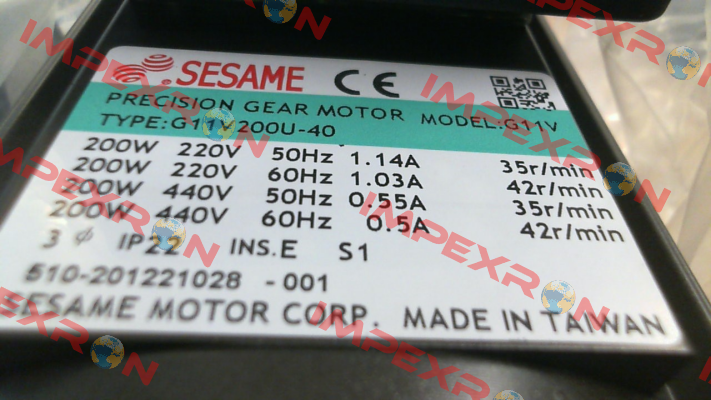 SESAME CE
PRECISION GEAR MOTOR MODEL:G11V
TYPE:G11V200U-40
200W 220V 50Hz 1.14A 35r/min
200W 220V 60Hz 1.03A 42r/min
200W 440V 50Hz 0.55A 35r/min
200W 440V 60Hz 0.5A 42r/min
3 ϕ IP22 INS.E S1
610-201221028 -001
SESAME MOTOR CORP. MADE IN TAIWAN
IMPEXRON
IMPEXRON
IMPEXRON
IMPEXRON
IMPEXRON
IMPEXRON